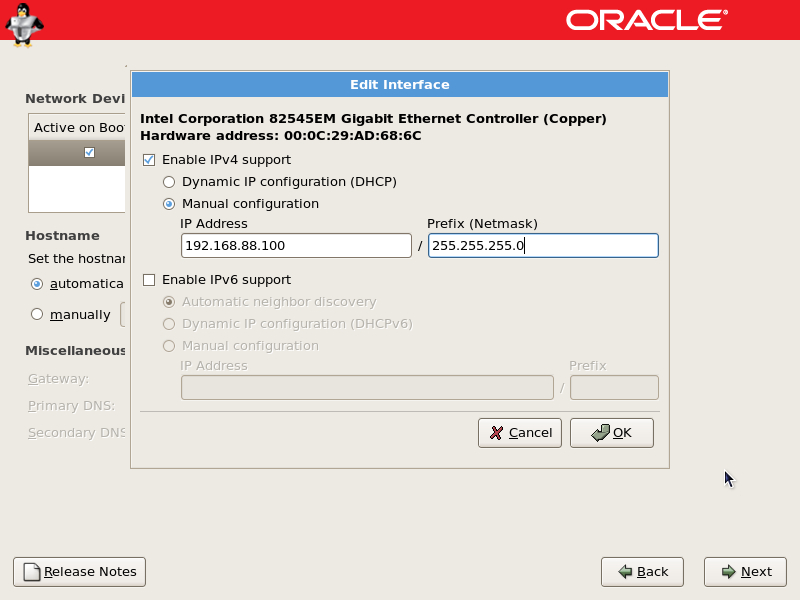 ORACLE®
Edit Interface
Network Devi
Intel Corporation 82545EM Gigabit Ethernet Controller (Copper)
Active on Boo
Hardware address: 00:0C:29:AD:68:6C
Enable IPv4 support
Dynamic IP configuration (DHCP)
Manual configuration
IP Address Prefix (Netmask)
192.168.88.100 / 255.255.255.0
Hostname
Set the hostnar
automatica
manually
Enable IPv6 support
Automatic neighbor discovery
Dynamic IP configuration (DHCPv6)
Manual configuration
IP Address Prefix
/
Miscellaneous
Gateway:
Primary DNS:
Secondary DNS
Cancel OK
Release Notes Back Next